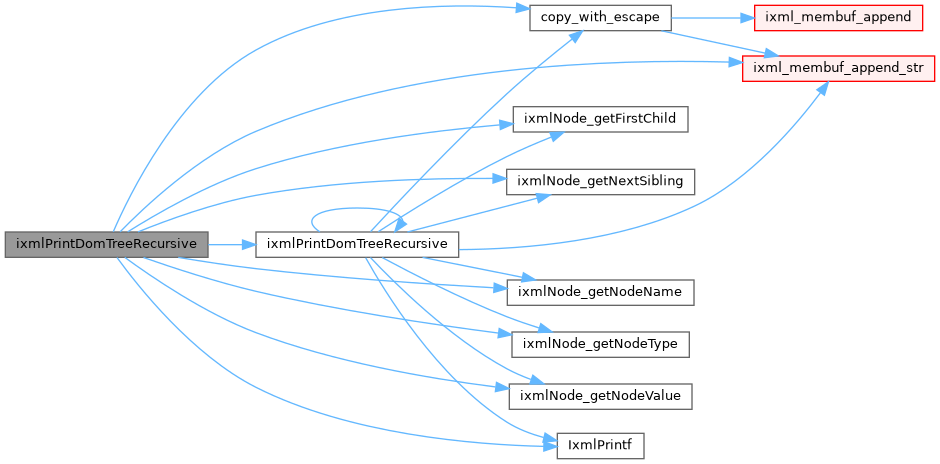 copy_with_escape
ixml_membuf_append
ixml_membuf_append_str
ixmlNode_getFirstChild
ixmlNode_getNextSibling
ixmlPrintDomTreeRecursive
ixmlPrintDomTreeRecursive
ixmlNode_getNodeName
ixmlNode_getNodeType
ixmlNode_getNodeValue
IxmlPrintf